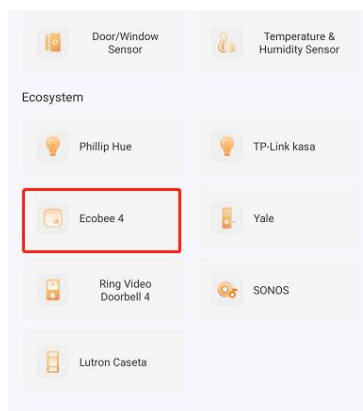 Door/Window
Sensor
Temperature &
Humidity Sensor
Ecosystem
Phillip Hue
TP-Link kasa
Ecobee 4
Yale
Ring Video
Doorbell 4
SONOS
Lutron Caseta